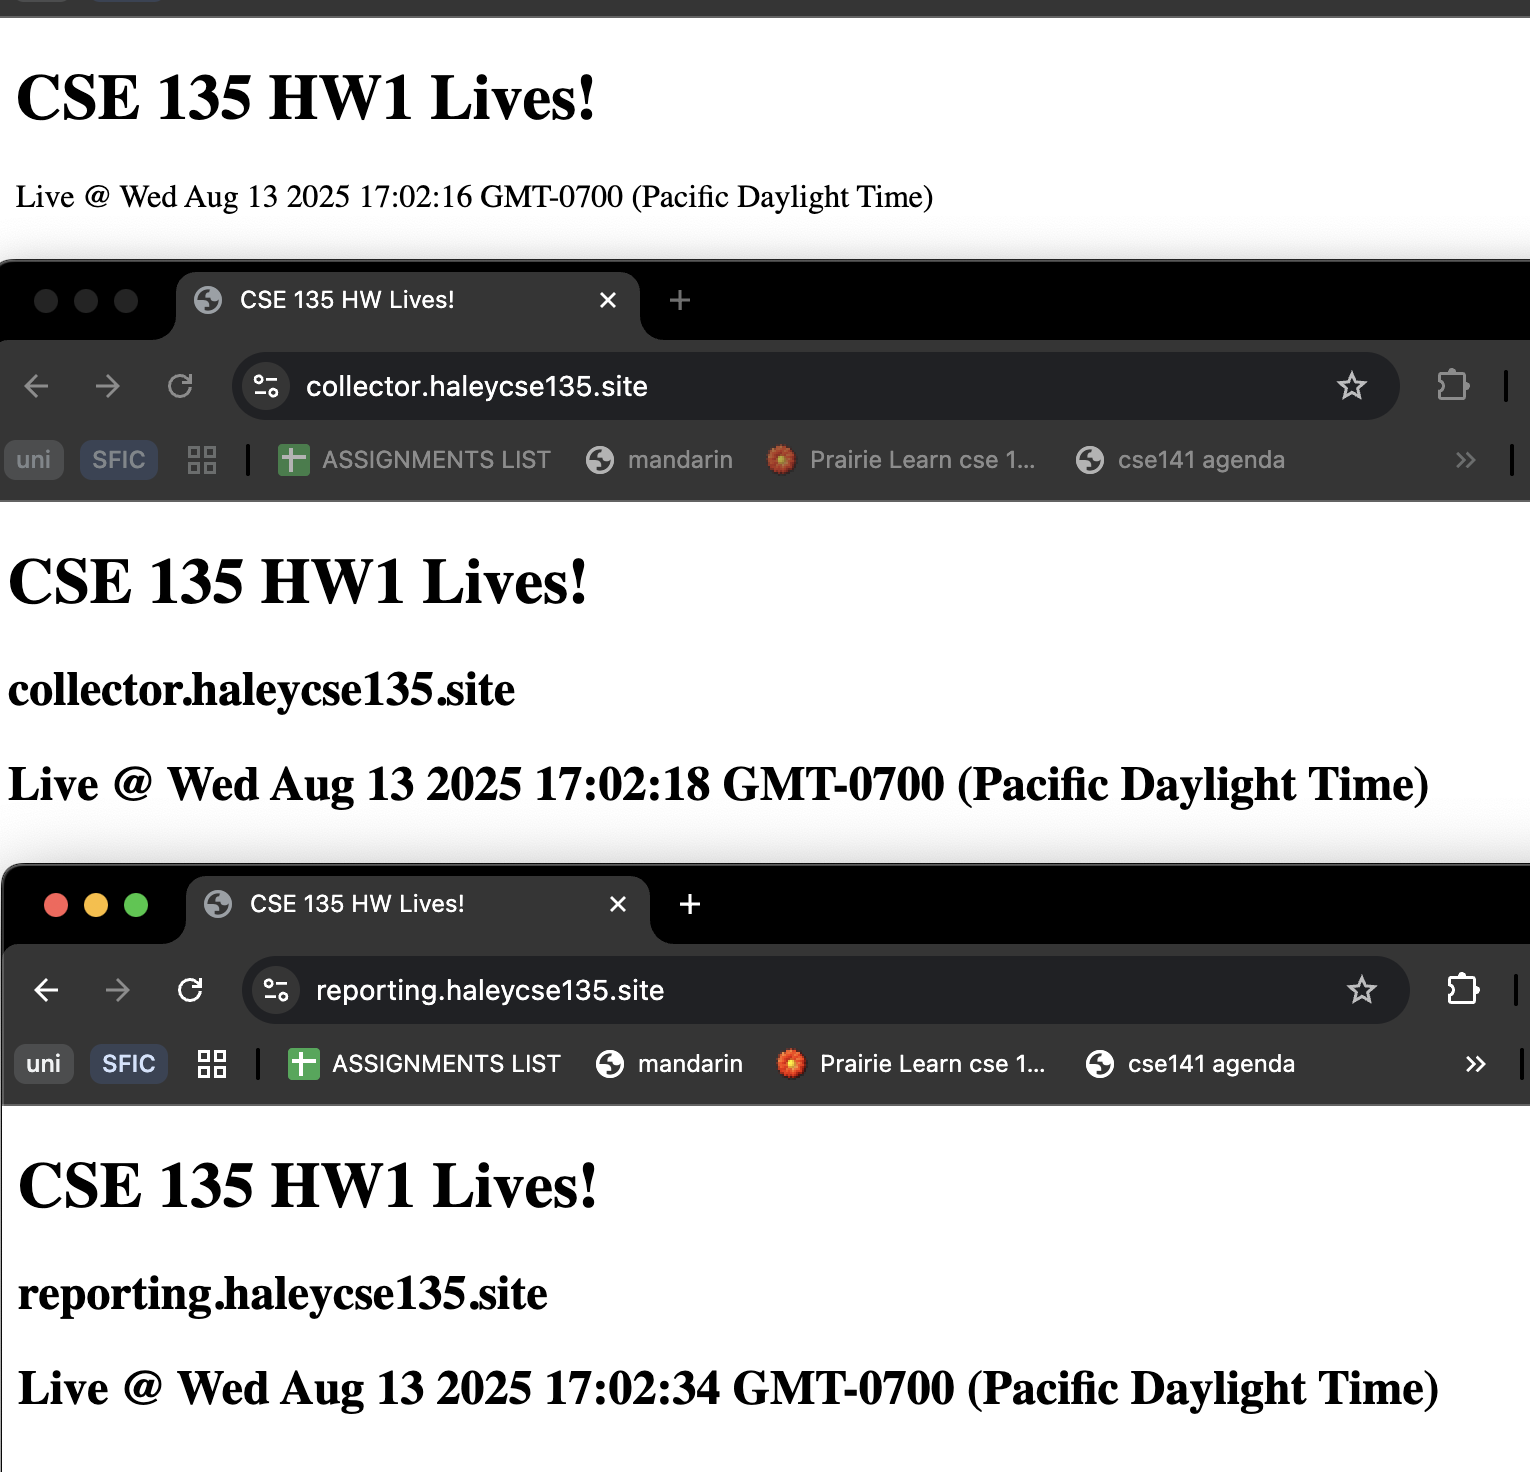 CSE 135 HW1 Lives!
Live @ Wed Aug 13 2025 17:02:16 GMT-0700 (Pacific Daylight Time)
CSE 135 HW Lives!
collector.haleycse135.site
uni SFIC ASSIGNMENTS LIST mandarin Prairie Learn cse 1... cse141 agenda
CSE 135 HW1 Lives!
collector.haleycse135.site
Live @ Wed Aug 13 2025 17:02:18 GMT-0700 (Pacific Daylight Time)
CSE 135 HW Lives!
reporting.haleycse135.site
uni SFIC ASSIGNMENTS LIST mandarin Prairie Learn cse 1... cse141 agenda
CSE 135 HW1 Lives!
reporting.haleycse135.site
Live @ Wed Aug 13 2025 17:02:34 GMT-0700 (Pacific Daylight Time)